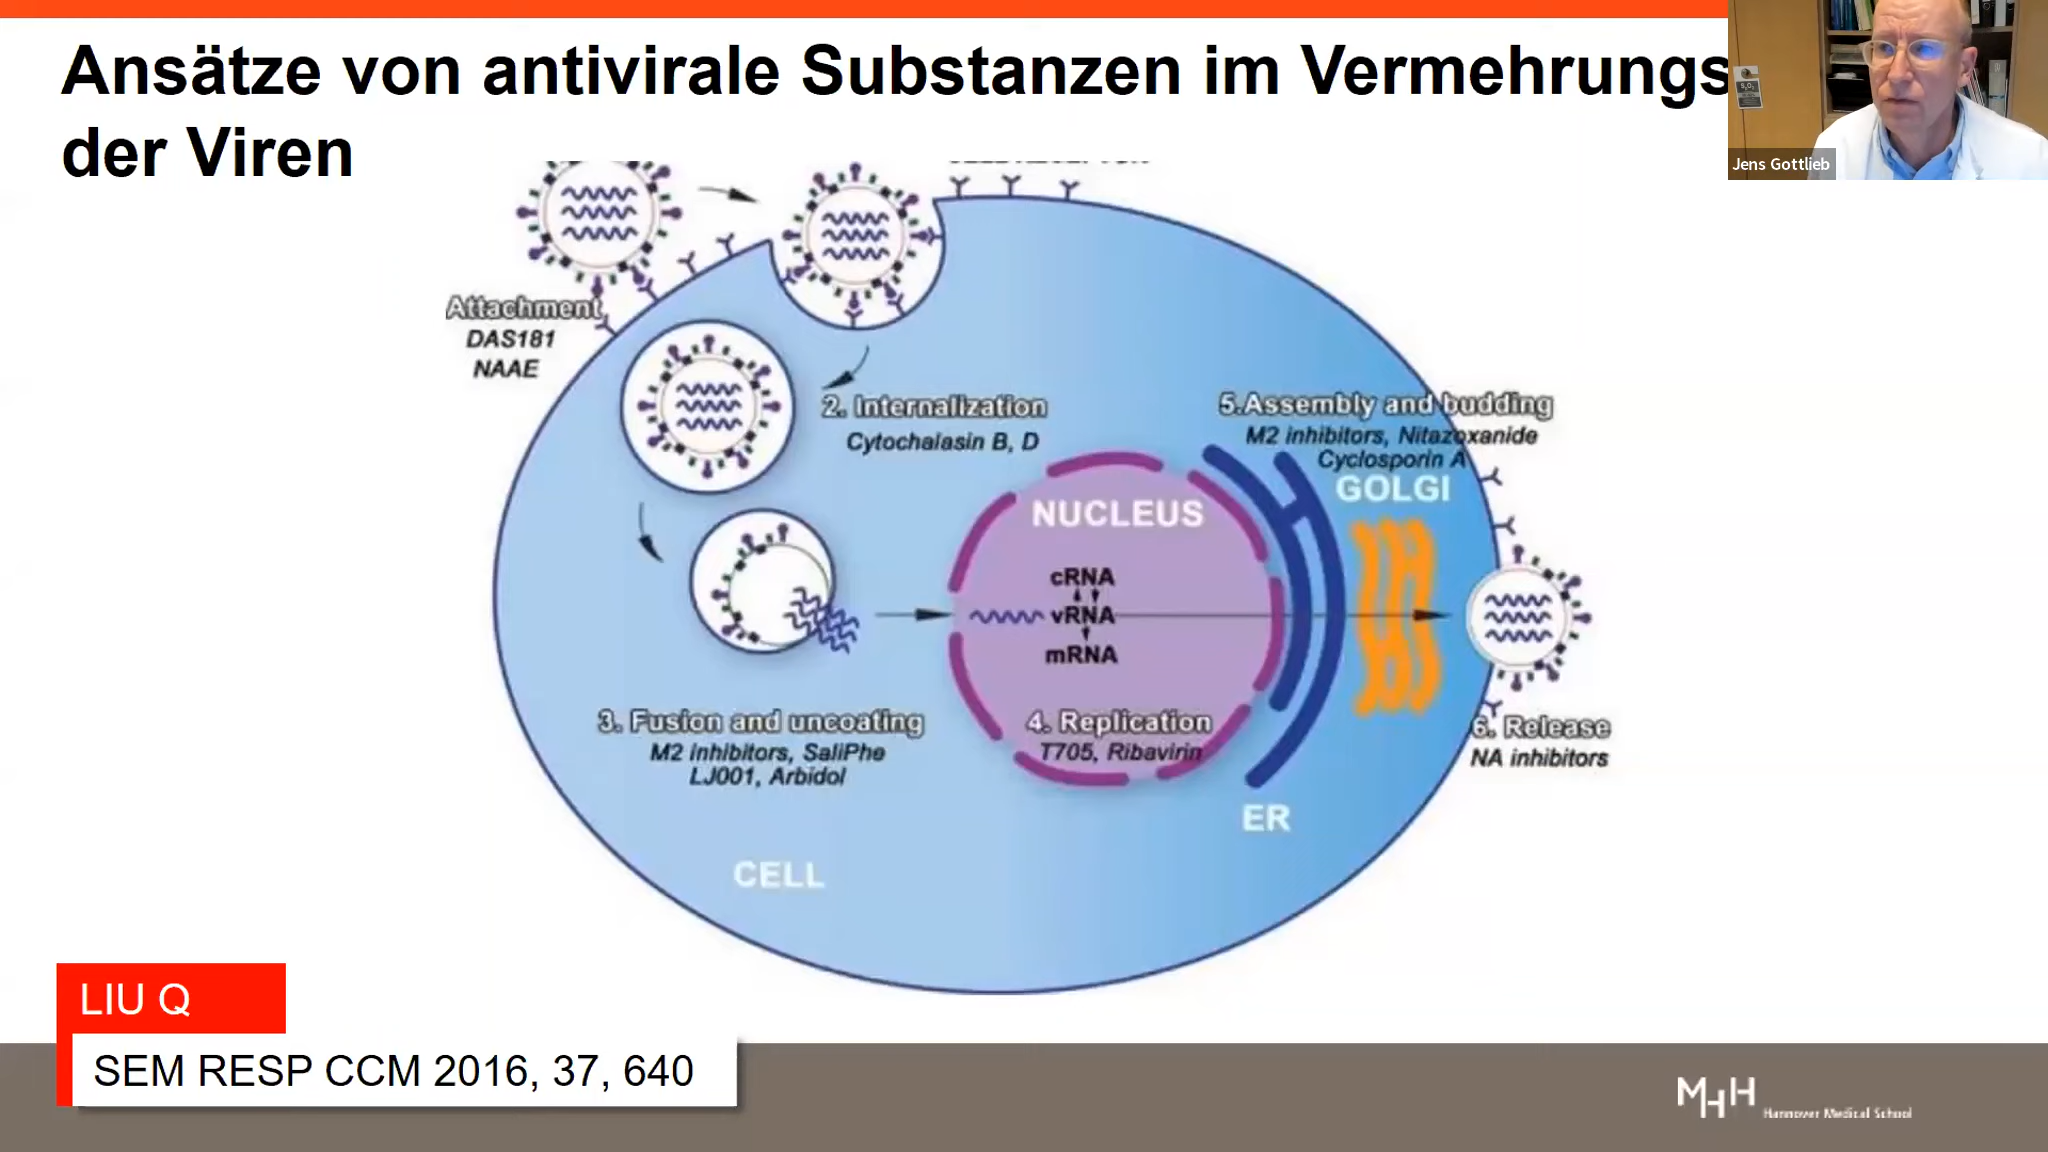 Ansätze von antivirale Substanzen im Vermehrungs
der Viren
Jens Gottlieb
Attachment
DAS181
NAAE
2. Internalization
Cytochalasin B, D
5.Assembly and budding
M2 inhibitors, Nitazoxanide
Cyclosporin A
GOLGI
NUCLEUS
cRNA
vRNA
mRNA
3. Fusion and uncoating
M2 inhibitors, SaliPhe
LJ001, Arbidol
4. Replication
T705, Ribavirin
6. Release
NA inhibitors
ER
CELL
LIU Q
SEM RESP CCM 2016, 37, 640
MHH
Hannover Medical School